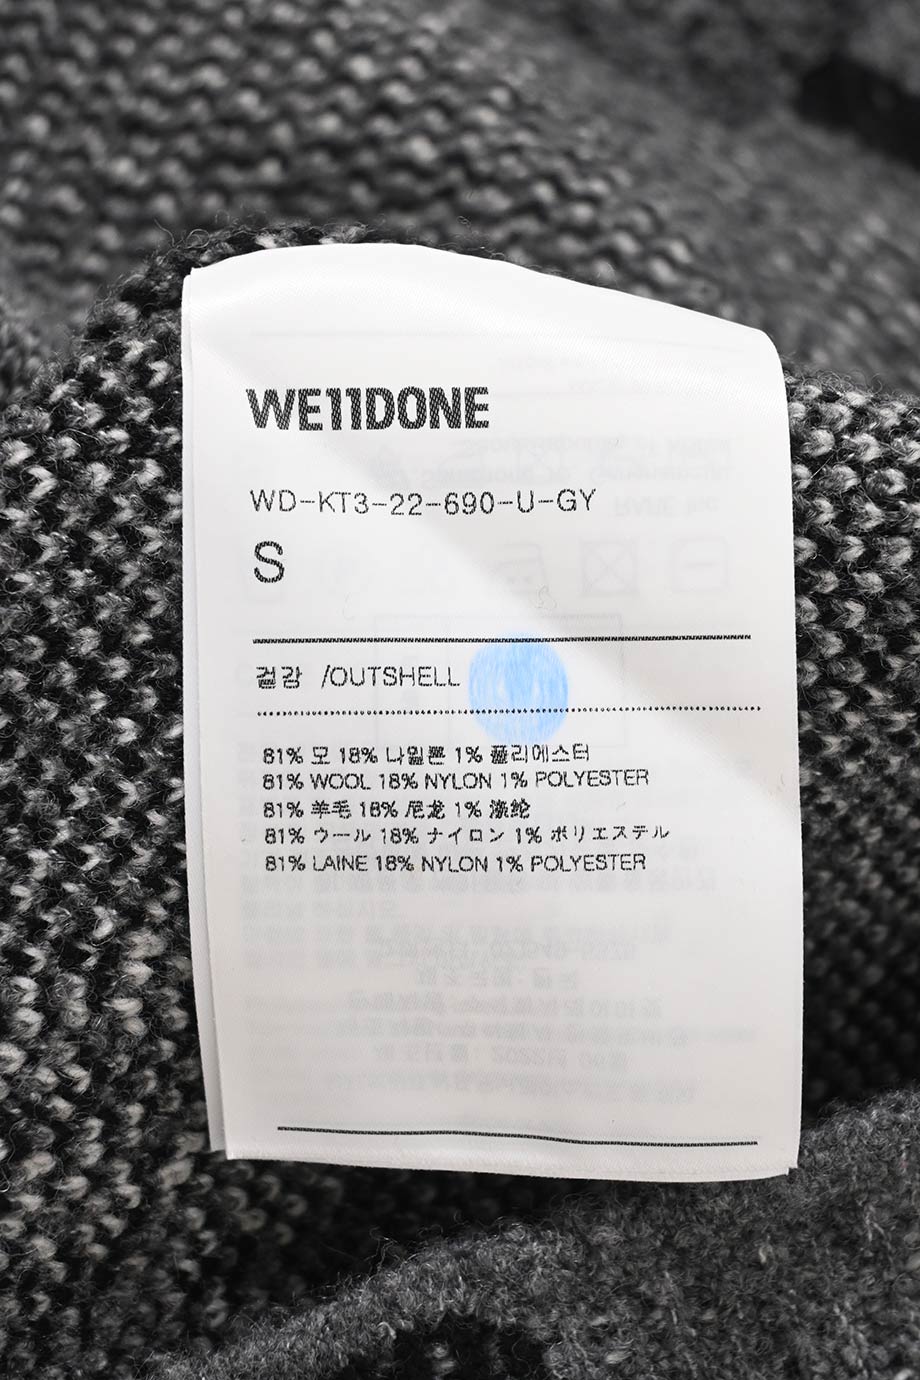 WE11DONE
WD-KT3-22-690-U-GY
S
겉감 /OUTSHELL
81% 모 18% 나일론 1% 폴리에스터
81% WOOL 18% NYLON 1% POLYESTER
81% 羊毛 18% 尼龙 1% 涤纶
81% ウール 18% ナイロン 1% ポリエステル
81% LAINE 18% NYLON 1% POLYESTER